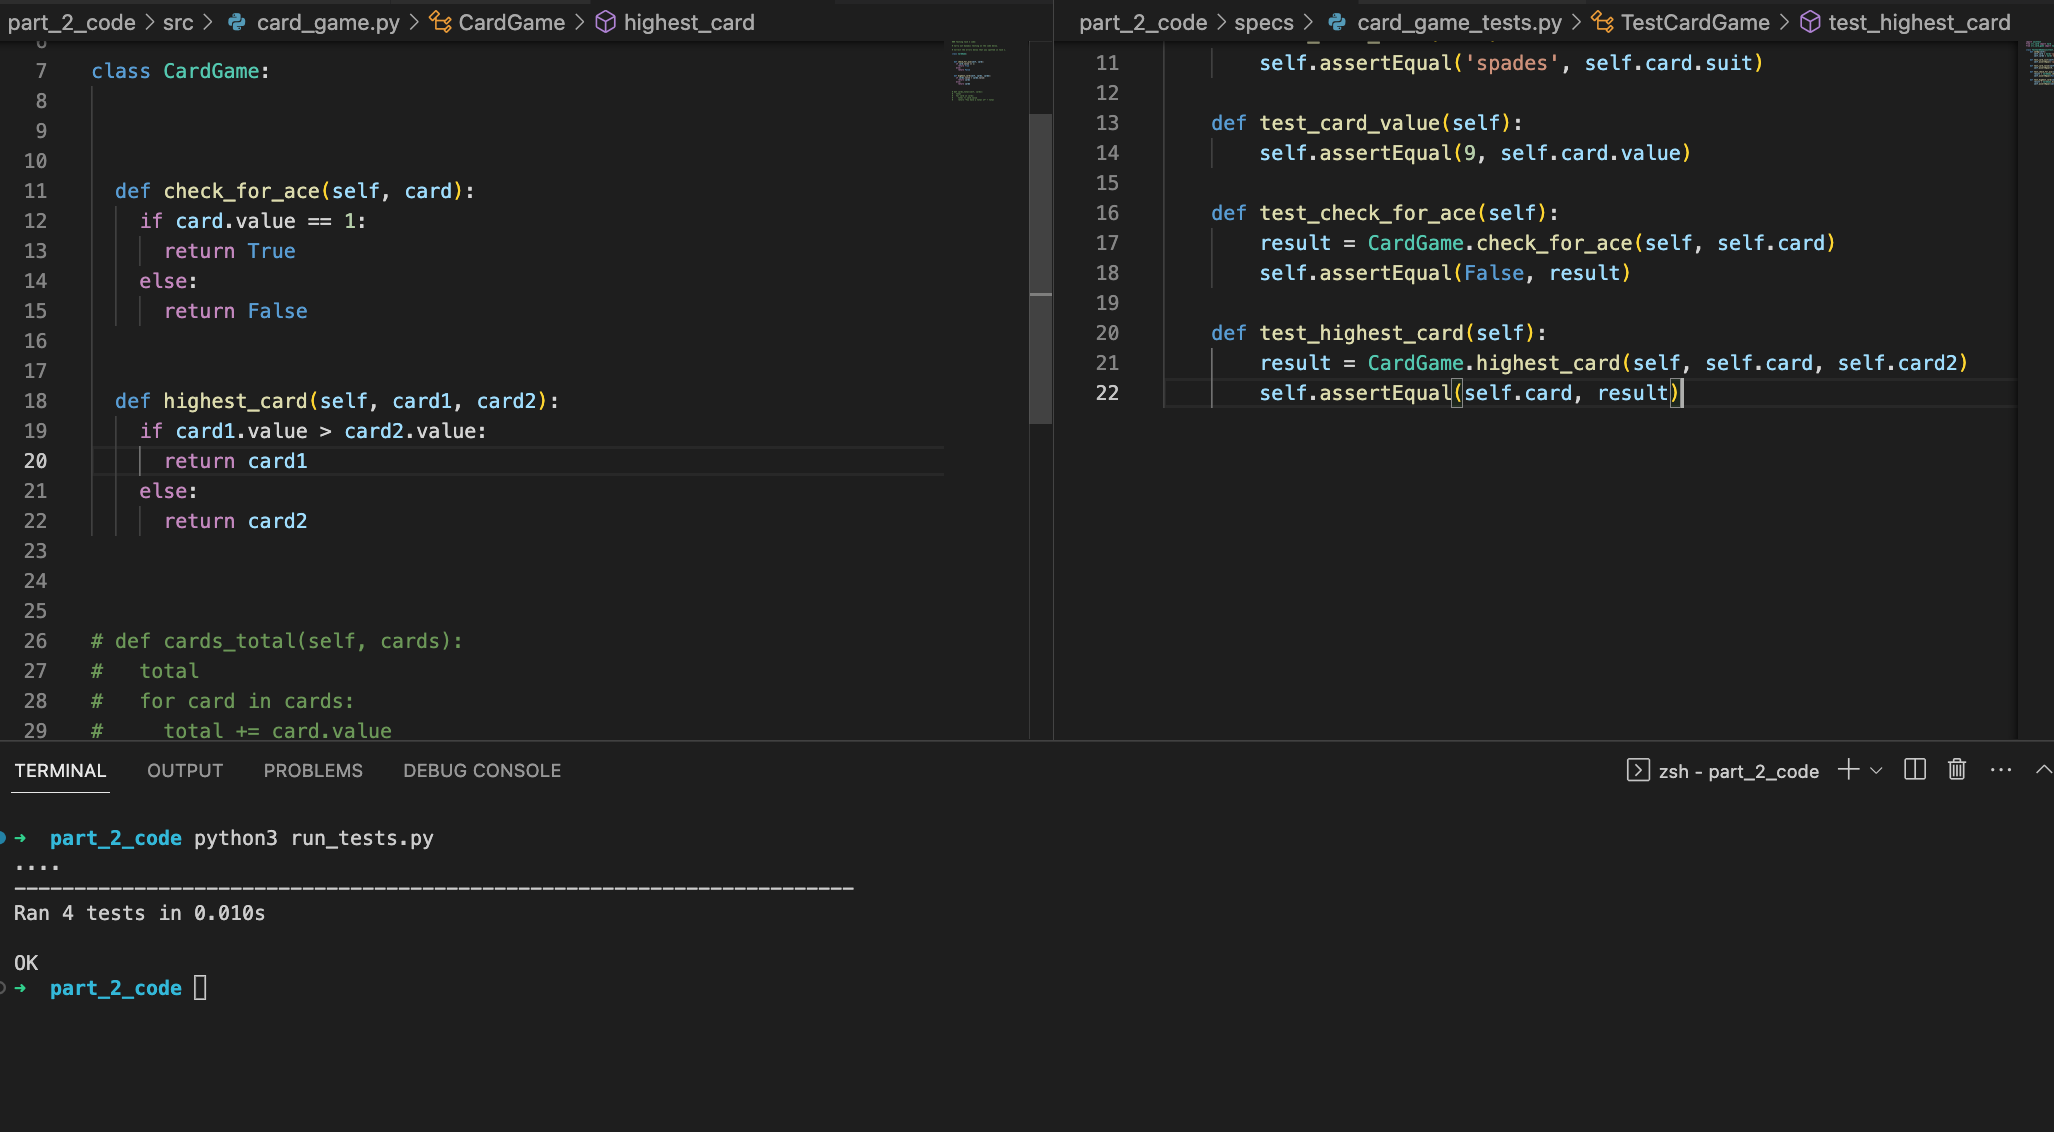 part_2_code > src > card_game.py > CardGame > highest_card
6
7 class CardGame:
8
9
10
11 def check_for_ace(self, card):
12 if card.value == 1:
13 return True
14 else:
15 return False
16
17
18 def highest_card(self, card1, card2):
19 if card1.value > card2.value:
20 return card1
21 else:
22 return card2
23
24
25
26 # def cards_total(self, cards):
27 # total
28 # for card in cards:
29 # total += card.value
part_2_code > specs > card_game_tests.py > TestCardGame > test_highest_card
11 self.assertEqual('spades', self.card.suit)
12
13 def test_card_value(self):
14 self.assertEqual(9, self.card.value)
15
16 def test_check_for_ace(self):
17 result = CardGame.check_for_ace(self, self.card)
18 self.assertEqual(False, result)
19
20 def test_highest_card(self):
21 result = CardGame.highest_card(self, self.card, self.card2)
22 self.assertEqual(self.card, result)
TERMINAL OUTPUT PROBLEMS DEBUG CONSOLE
zsh - part_2_code
➜ part_2_code python3 run_tests.py
....
----------------------------------------------------------------------
Ran 4 tests in 0.010s
OK
➜ part_2_code